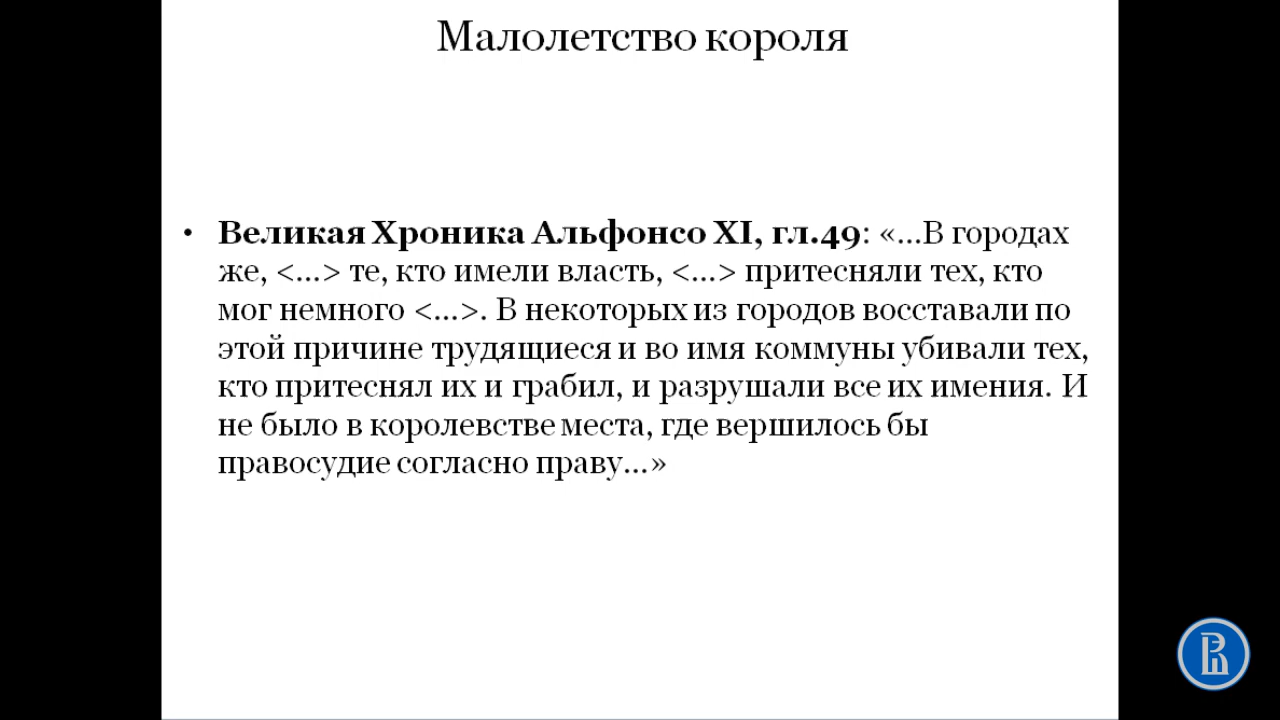 Малолетство короля
• Великая Хроника Альфонсо XI, гл.49: «...В городах
же, <...> те, кто имели власть, <...> притесняли тех, кто
мог немного <...>. В некоторых из городов восставали по
этой причине трудящиеся и во имя коммуны убивали тех,
кто притеснял их и грабил, и разрушали все их имения. И
не было в королевстве места, где вершилось бы
правосудие согласно праву...»